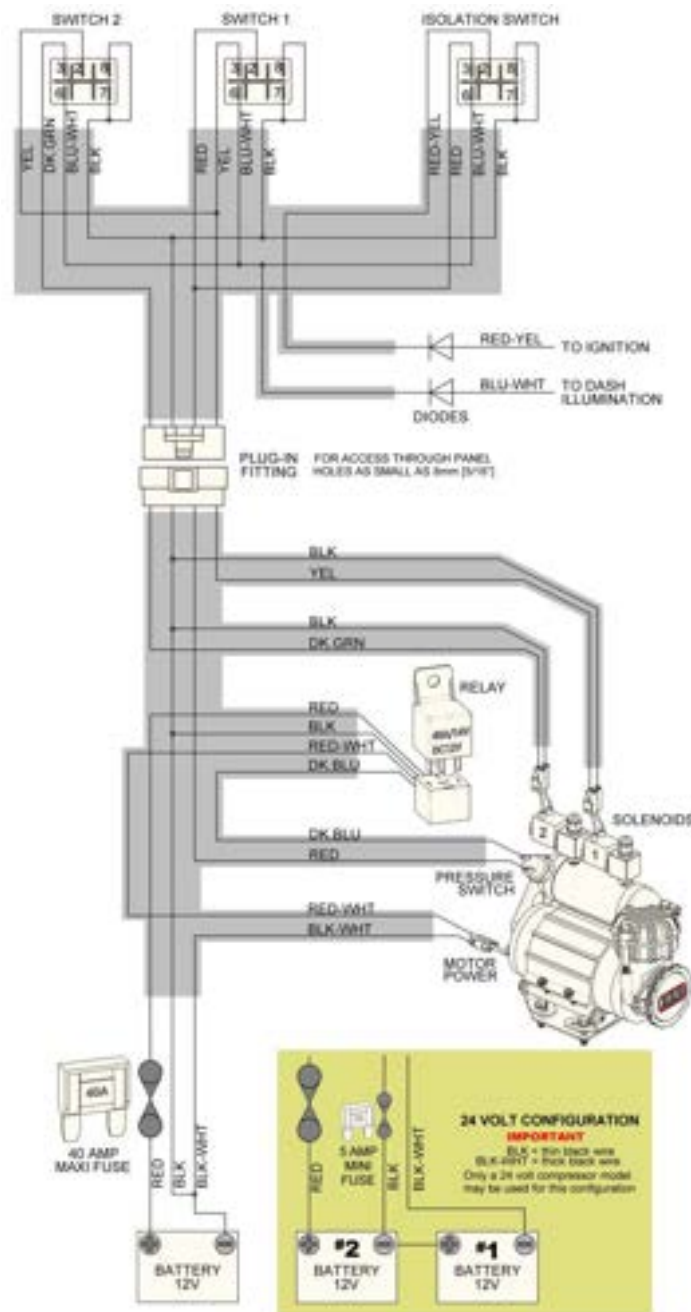 SWITCH 2
SWITCH 1
ISOLATION SWITCH
3 2 8
6 7
3 2 8
6 7
3 2 8
6 7
YEL
DK.GRN
BLU-WHT
BLK
RED
YEL
BLU-WHT
BLK
RED-YEL
RED
BLU-WHT
BLK
RED-YEL
TO IGNITION
BLU-WHT
TO DASH
ILLUMINATION
DIODES
PLUG-IN
FITTING
FOR ACCESS THROUGH PANEL
HOLES AS SMALL AS 8mm [5/16"]
BLK
YEL
BLK
DK.GRN
RELAY
RED
BLK
RED-WHT
DK.BLU
40A/14V
DC12V
SOLENOIDS
2
1
DK.BLU
RED
PRESSURE
SWITCH
RED-WHT
BLK-WHT
MOTOR
POWER
40A
40 AMP
MAXI FUSE
RED
BLK
BLK-WHT
BATTERY
12V
24 VOLT CONFIGURATION
IMPORTANT
BLK = thin black wire
BLK-WHT = thick black wire
Only a 24 volt compressor model
may be used for this configuration
5 AMP
MINI
FUSE
RED
BLK
BLK-WHT
#2
BATTERY
12V
#1
BATTERY
12V